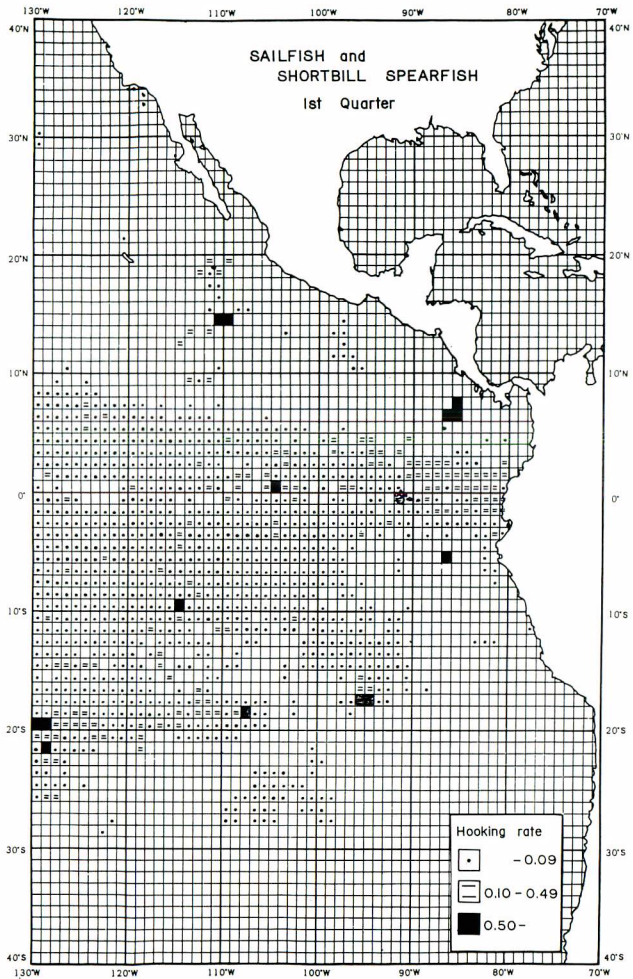 130°W 120°W 110°W 100°W 90°W 80°W 70°W
40°N 40°N
SAILFISH and
SHORTBILL SPEARFISH
1st Quarter
30°N 30°N
20°N 20°N
10°N 10°N
0° 0°
10°S 10°S
20°S 20°S
Hooking rate
-0.09
0.10-0.49
0.50-
30°S 30°S
40°S 40°S
130°W 120°W 110°W 100°W 90°W 80°W 70°W